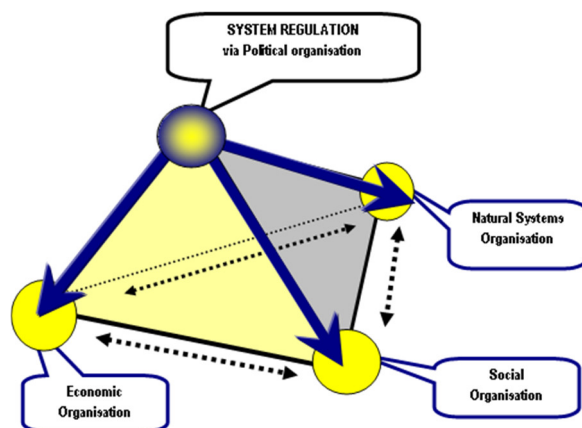 SYSTEM REGULATION
via Political organisation
Natural Systems
Organisation
Economic
Organisation
Social
Organisation